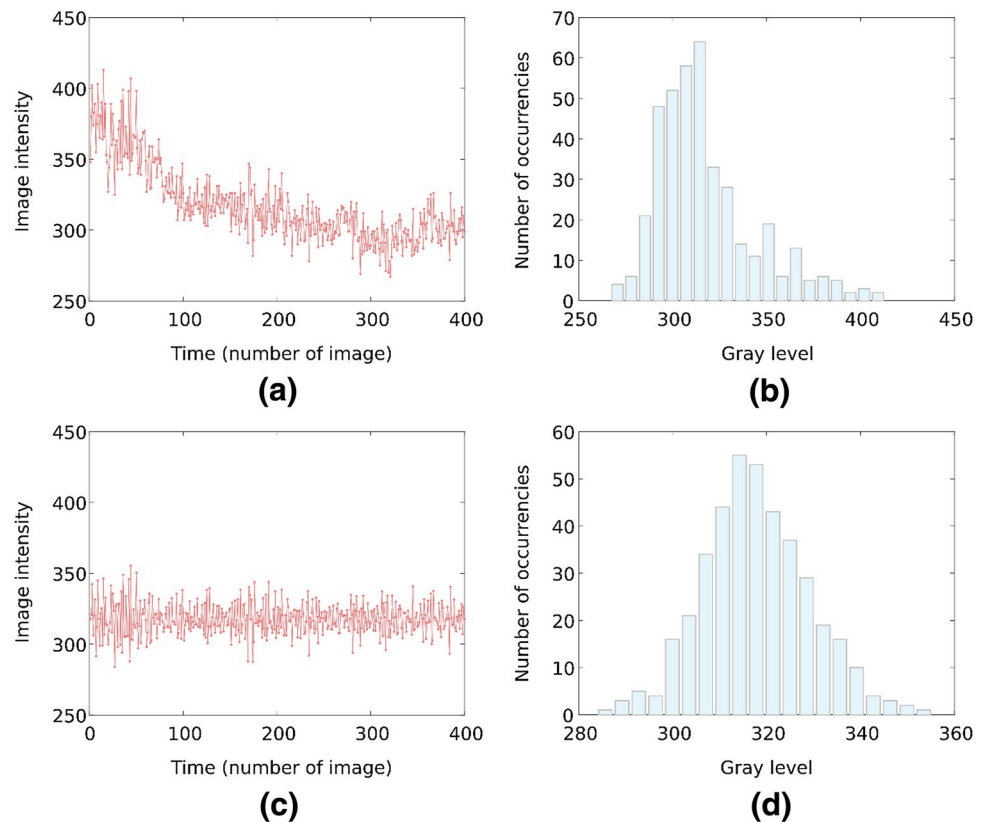 450
400
350
300
250
Image intensity
0 100 200 300 400
Time (number of image)
(a)
70
60
50
40
30
20
10
0
Number of occurrencies
250 300 350 400 450
Gray level
(b)
450
400
350
300
250
Image intensity
0 100 200 300 400
Time (number of image)
(c)
60
50
40
30
20
10
0
Number of occurrencies
280 300 320 340 360
Gray level
(d)